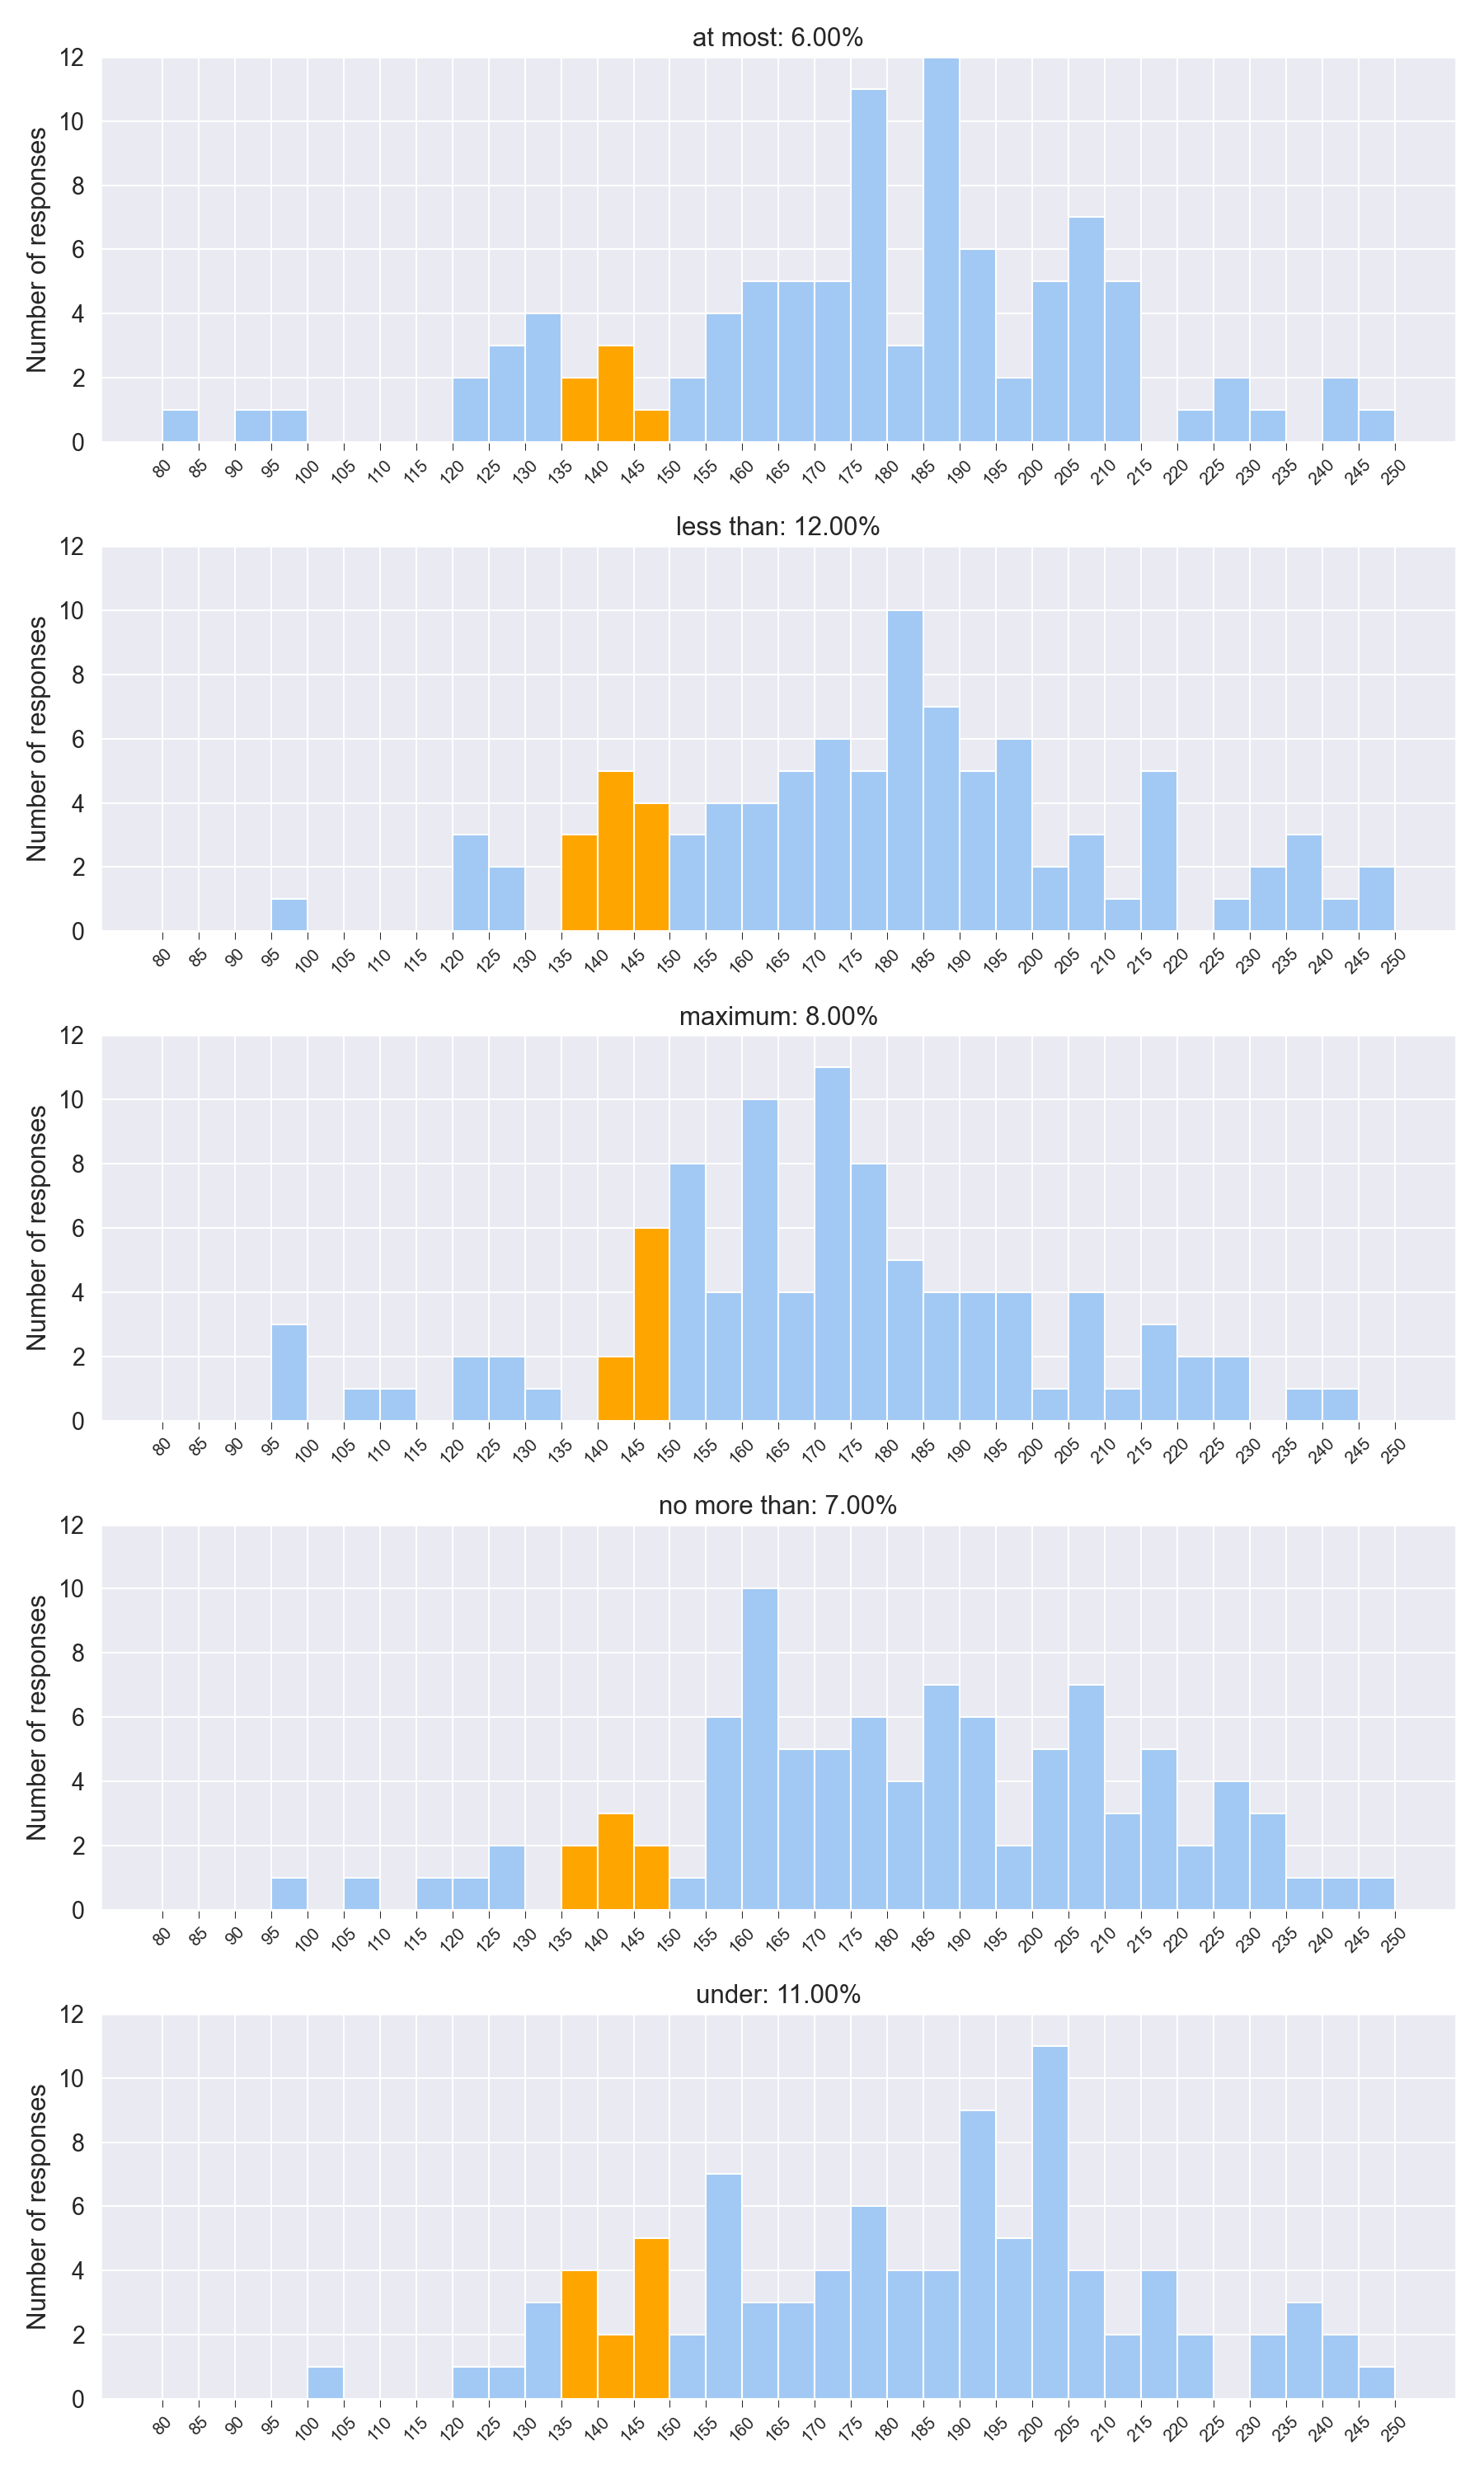 at most: 6.00%
12
10
8
6
4
2
0
Number of responses
80 85 90 95 100 105 110 115 120 125 130 135 140 145 150 155 160 165 170 175 180 185 190 195 200 205 210 215 220 225 230 235 240 245 250
less than: 12.00%
12
10
8
6
4
2
0
Number of responses
80 85 90 95 100 105 110 115 120 125 130 135 140 145 150 155 160 165 170 175 180 185 190 195 200 205 210 215 220 225 230 235 240 245 250
maximum: 8.00%
12
10
8
6
4
2
0
Number of responses
80 85 90 95 100 105 110 115 120 125 130 135 140 145 150 155 160 165 170 175 180 185 190 195 200 205 210 215 220 225 230 235 240 245 250
no more than: 7.00%
12
10
8
6
4
2
0
Number of responses
80 85 90 95 100 105 110 115 120 125 130 135 140 145 150 155 160 165 170 175 180 185 190 195 200 205 210 215 220 225 230 235 240 245 250
under: 11.00%
12
10
8
6
4
2
0
Number of responses
80 85 90 95 100 105 110 115 120 125 130 135 140 145 150 155 160 165 170 175 180 185 190 195 200 205 210 215 220 225 230 235 240 245 250